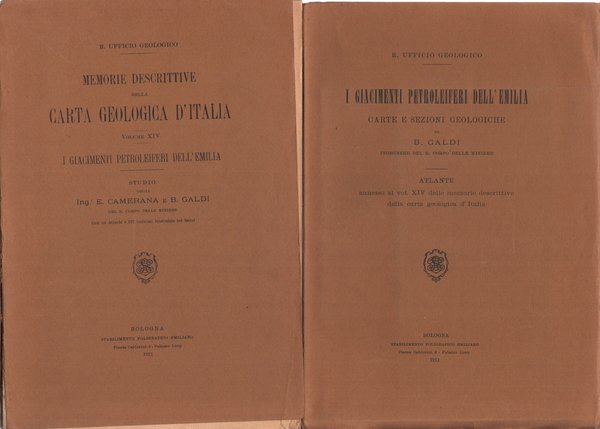 R. UFFICIO GEOLOGICO
MEMORIE DESCRITTIVE
DELLA
CARTA GEOLOGICA D'ITALIA
VOLUME XIV.
I GIACIMENTI PETROLEIFERI DELL'EMILIA
STUDIO
DEGLI
Ing.ri E. CAMERANA e B. GALDI
DEL R. CORPO DELLE MINIERE
BOLOGNA
STABILIMENTO POLIGRAFICO EMILIANO
1911
R. UFFICIO GEOLOGICO
I GIACIMENTI PETROLEIFERI DELL'EMILIA
CARTE E SEZIONI GEOLOGICHE
DI
B. GALDI
INGEGNERE DEL R. CORPO DELLE MINIERE
ATLANTE
annesso al vol. XIV delle memorie descrittive
della carta geologica d'Italia
BOLOGNA
STABILIMENTO POLIGRAFICO EMILIANO
1911